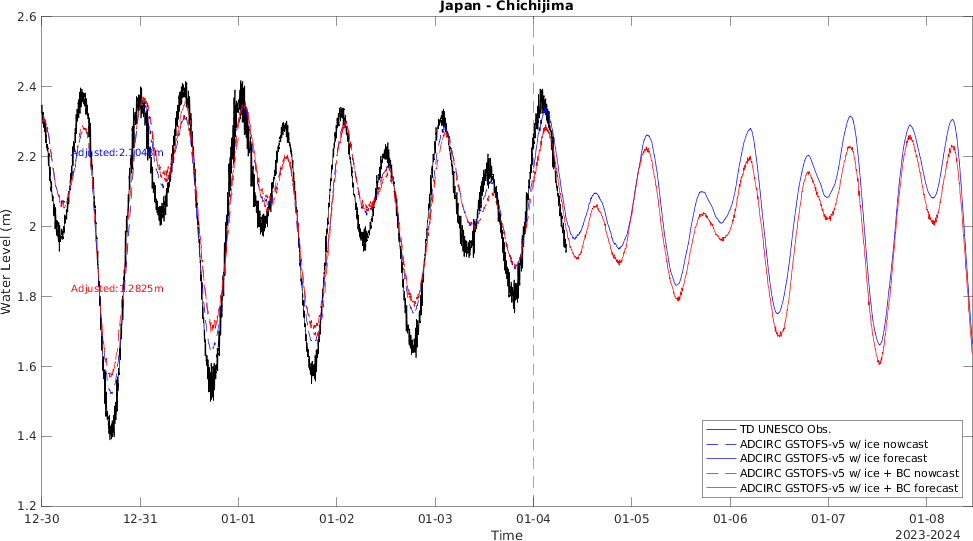 Japan - Chichijima
2.6
2.4
2.2
2
1.8
1.6
1.4
1.2
Water Level (m)
Adjusted:1.2825m
TD UNESCO Obs.
ADCIRC GSTOFS-v5 w/ ice nowcast
ADCIRC GSTOFS-v5 w/ ice forecast
ADCIRC GSTOFS-v5 w/ ice + BC nowcast
ADCIRC GSTOFS-v5 w/ ice + BC forecast
12-30 12-31 01-01 01-02 01-03 01-04 01-05 01-06 01-07 01-08
Time
2023-2024